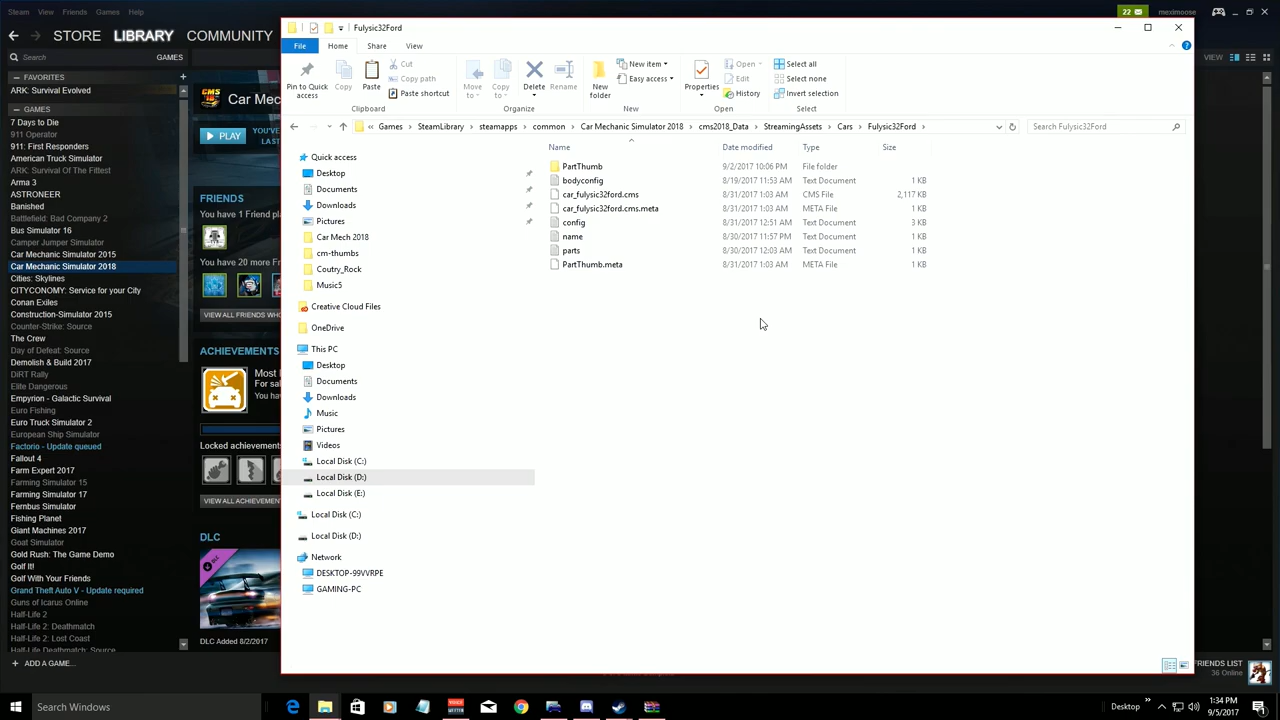 Steam View Friends Games Help
22
meximoose
STORE LIBRARY COMMUNITY
Search GAMES
VIEW
FAVORITES
ARK: Survival Evolved
GAMES
7 Days to Die
911 Operator
911: First Responders
American Truck Simulator
ARK: Survival Of The Fittest
Arma 3
ASTRONEER
Banished
Battlefield: Bad Company 2
Bus Simulator 16
Camper Jumper Simulator
Car Mechanic Simulator 2015
Car Mechanic Simulator 2018
Cities: Skylines
CITYCONOMY: Service for your City
Conan Exiles
Construction-Simulator 2015
Counter-Strike: Source
The Crew
Day of Defeat: Source
Demolish & Build 2017
DiRT Rally
Elite Dangerous
Empyrion - Galactic Survival
Euro Fishing
Euro Truck Simulator 2
European Ship Simulator
Factorio - Update queued
Fallout 4
Farm Expert 2017
Farming Simulator 15
Farming Simulator 17
Fernbus Simulator
Fishing Planet
Giant Machines 2017
Goat Simulator
Gold Rush: The Game Demo
Golf It!
Golf With Your Friends
Grand Theft Auto V - Update required
Guns of Icarus Online
Half-Life 2
Half-Life 2: Deathmatch
Half-Life 2: Lost Coast
Half-Life Deathmatch: Source
ADD A GAME...
CMS
Car Mec
PLAY
YOU'VE
LAST
FRIENDS
You have 1 Friend play
You have 20 more Frie
VIEW ALL FRIENDS WHO
ACHIEVEMENTS
Most
For sal
You ha
Locked achievements
VIEW ALL ACHIEVEMEN
DLC
DLC
DLC Added 8/2/2017
FRIENDS LIST
36 Online
Fulysic32Ford
File Home Share View
Pin to Quick access
Copy
Paste
Cut
Copy path
Paste shortcut
Clipboard
Move to
Copy to
Delete
Rename
Organize
New folder
New item
Easy access
New
Properties
Open
Edit
History
Open
Select all
Select none
Invert selection
Select
« Games SteamLibrary steamapps common Car Mechanic Simulator 2018 cms2018_Data StreamingAssets Cars Fulysic32Ford
Search Fulysic32Ford
Quick access
Desktop
Documents
Downloads
Pictures
Car Mech 2018
cm-thumbs
Coutry_Rock
Music5
Creative Cloud Files
OneDrive
This PC
Desktop
Documents
Downloads
Music
Pictures
Videos
Local Disk (C:)
Local Disk (D:)
Local Disk (E:)
Local Disk (C:)
Local Disk (D:)
Network
DESKTOP-99VVRPE
GAMING-PC
Name Date modified Type Size
PartThumb 9/2/2017 10:06 PM File folder
bodyconfig 8/19/2017 11:53 AM Text Document 1 KB
car_fulysic32ford.cms 8/31/2017 1:03 AM CMS File 2,117 KB
car_fulysic32ford.cms.meta 8/31/2017 1:03 AM META File 1 KB
config 8/31/2017 12:51 AM Text Document 3 KB
name 8/30/2017 11:57 PM Text Document 1 KB
parts 8/30/2017 12:03 AM Text Document 1 KB
PartThumb.meta 8/31/2017 1:03 AM META File 1 KB
Search Windows
Desktop
1:34 PM
9/5/2017